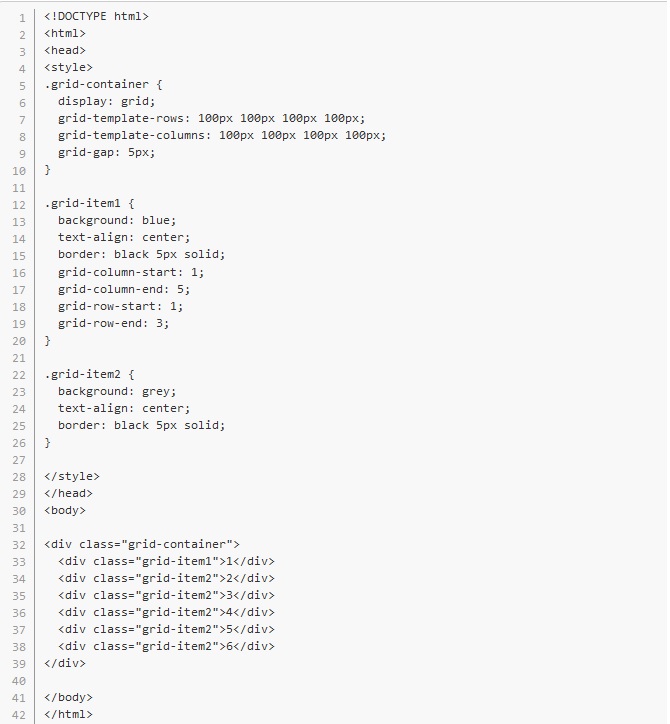 1 <!DOCTYPE html>
2 <html>
3 <head>
4 <style>
5 .grid-container {
6   display: grid;
7   grid-template-rows: 100px 100px 100px 100px;
8   grid-template-columns: 100px 100px 100px 100px;
9   grid-gap: 5px;
10 }
11
12 .grid-item1 {
13   background: blue;
14   text-align: center;
15   border: black 5px solid;
16   grid-column-start: 1;
17   grid-column-end: 5;
18   grid-row-start: 1;
19   grid-row-end: 3;
20 }
21
22 .grid-item2 {
23   background: grey;
24   text-align: center;
25   border: black 5px solid;
26 }
27
28 </style>
29 </head>
30 <body>
31
32 <div class="grid-container">
33   <div class="grid-item1">1</div>
34   <div class="grid-item2">2</div>
35   <div class="grid-item2">3</div>
36   <div class="grid-item2">4</div>
37   <div class="grid-item2">5</div>
38   <div class="grid-item2">6</div>
39 </div>
40
41 </body>
42 </html>